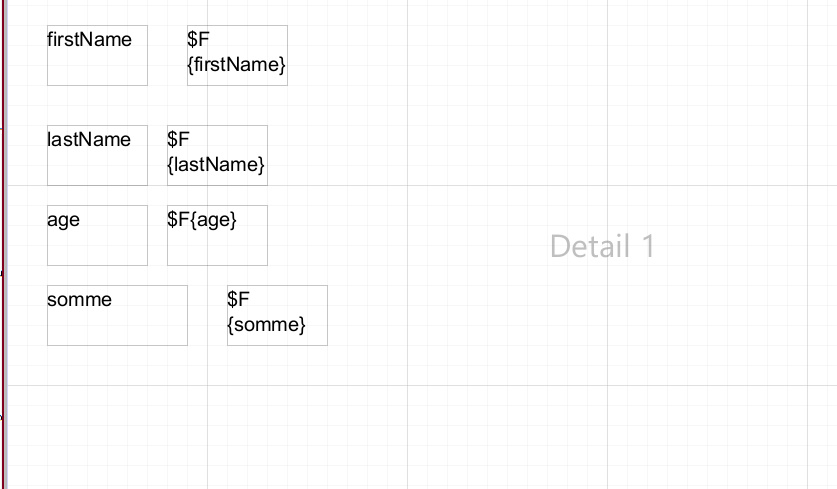 firstName
$F
{firstName}
lastName
$F
{lastName}
age
$F{age}
Detail 1
somme
$F
{somme}